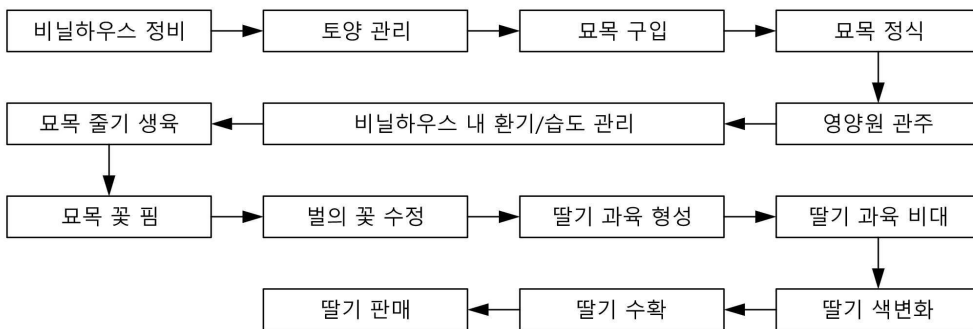 비닐하우스 정비
토양 관리
묘목 구입
묘목 정식
영양원 관주
비닐하우스 내 환기/습도 관리
묘목 줄기 생육
묘목 꽃 핌
벌의 꽃 수정
딸기 과육 형성
딸기 과육 비대
딸기 색변화
딸기 수확
딸기 판매